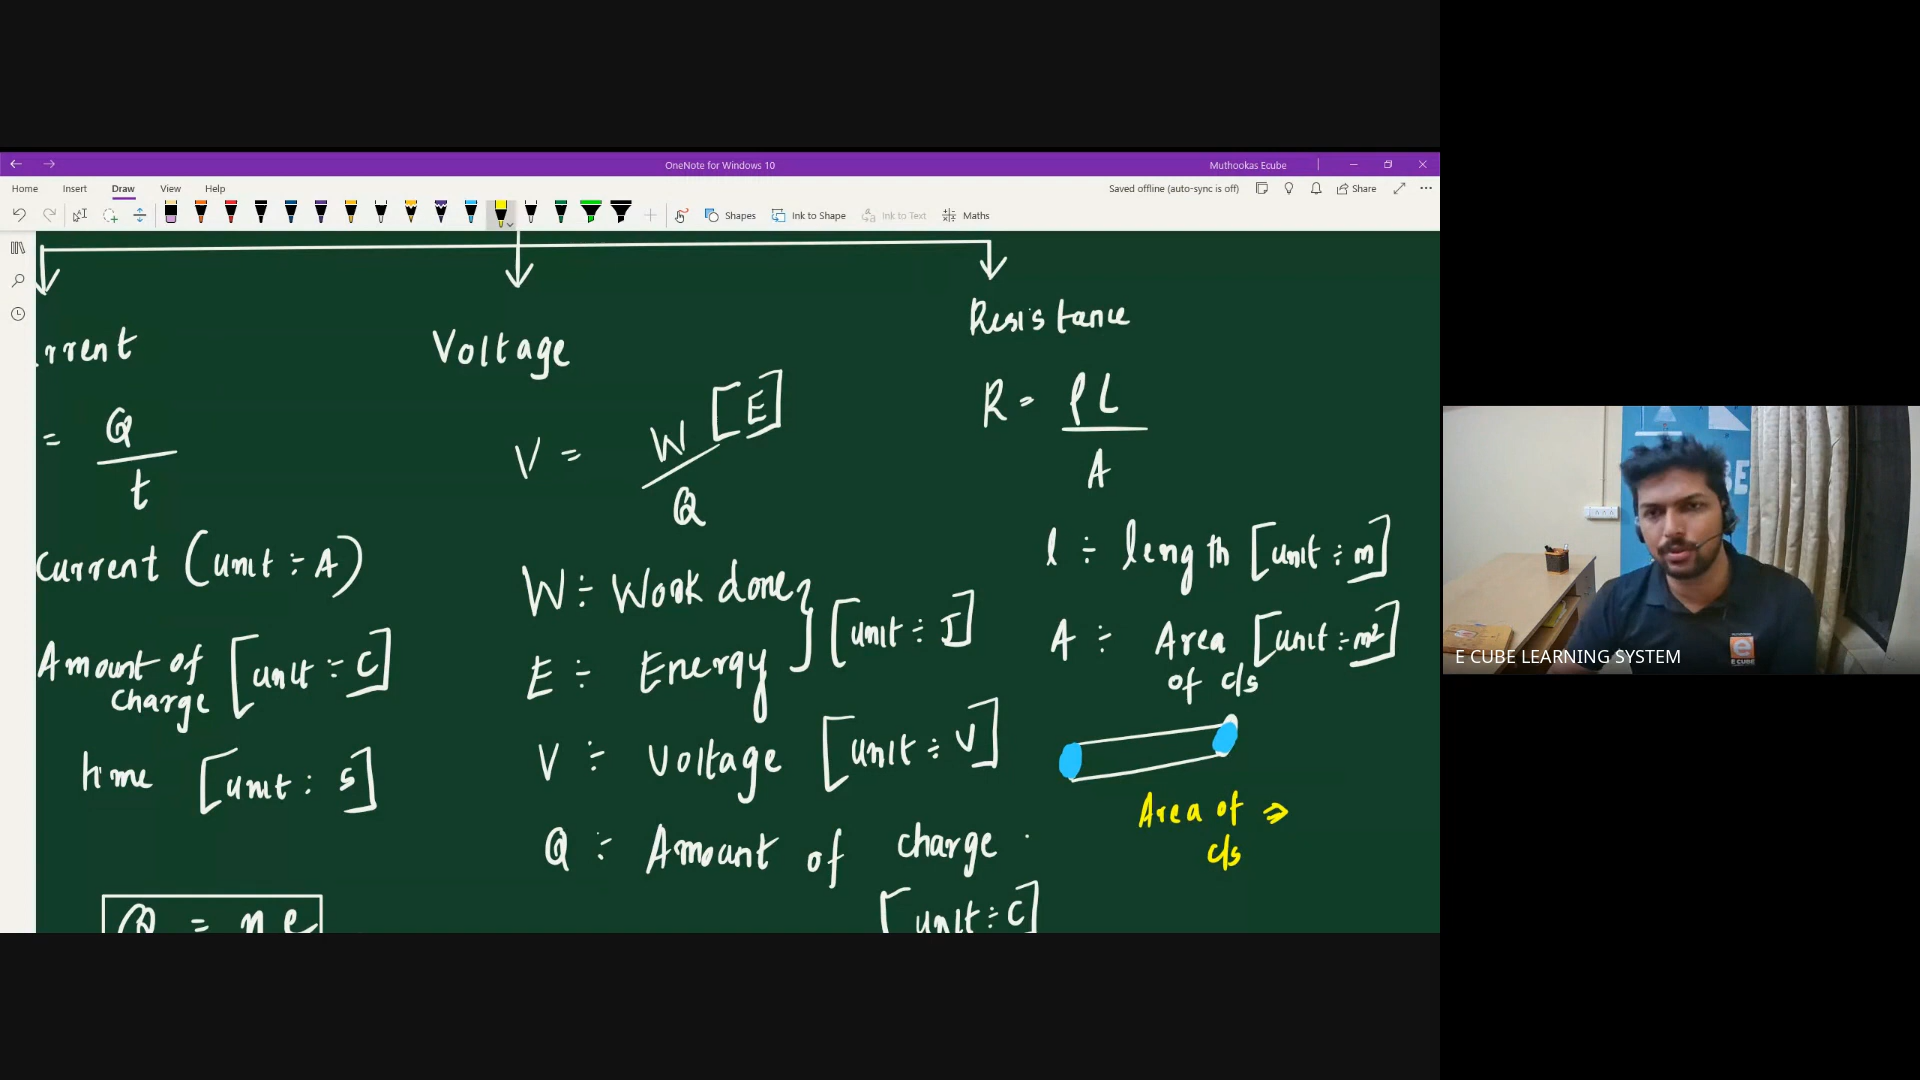 OneNote for Windows 10
Muthookas Ecube
Home Insert Draw View Help
Saved offline (auto-sync is off)
Share
Shapes
Ink to Shape
Ink to Text
Maths
rrent
= Q
t
Current (unit ÷ A)
Amount of
charge [unit ÷ C]
time [unit : s]
Q = ne
Voltage
V = W [E]
Q
W ÷ Work done
E ÷ Energy
[unit ÷ J]
V ÷ Voltage [unit ÷ V]
Q ÷ Amount of charge
[unit ÷ C]
Resistance
R = ρL
A
l ÷ length [unit ÷ m]
A ÷ Area [unit ÷ m²]
of c/s
Area of ⇒
c/s
E CUBE LEARNING SYSTEM
E CUBE